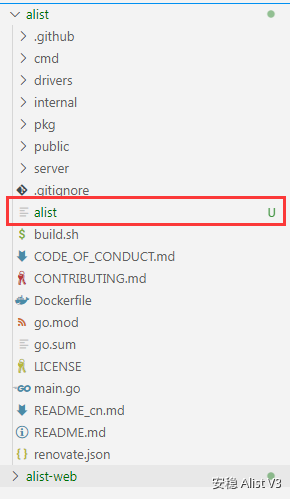 alist
.github
cmd
drivers
internal
pkg
public
server
.gitignore
alist U
build.sh
CODE_OF_CONDUCT.md
CONTRIBUTING.md
Dockerfile
go.mod
go.sum
LICENSE
main.go
README_cn.md
README.md
renovate.json
alist-web
安稳 Alist V3